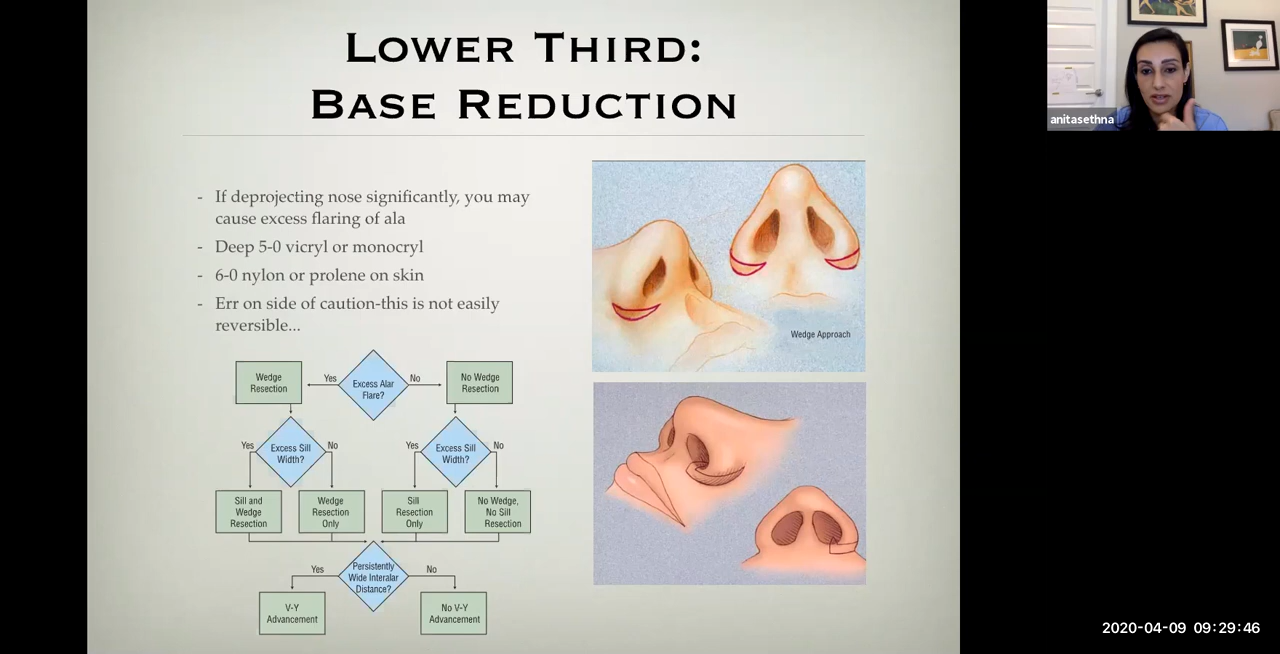 LOWER THIRD:
BASE REDUCTION
anitasethna
- If deprojecting nose significantly, you may
cause excess flaring of ala
- Deep 5-0 vicryl or monocryl
- 6-0 nylon or prolene on skin
- Err on side of caution-this is not easily
reversible...
Wedge Approach
Wedge
Resection
Yes
Excess Alar
Flare?
No
No Wedge
Resection
Yes
Excess Sill
Width?
No
Yes
Excess Sill
Width?
No
Sill and
Wedge
Resection
Wedge
Resection
Only
Sill
Resection
Only
No Wedge,
No Sill
Resection
Yes
Persistently
Wide Interalar
Distance?
No
V-Y
Advancement
No V-Y
Advancement
2020-04-09 09:29:46